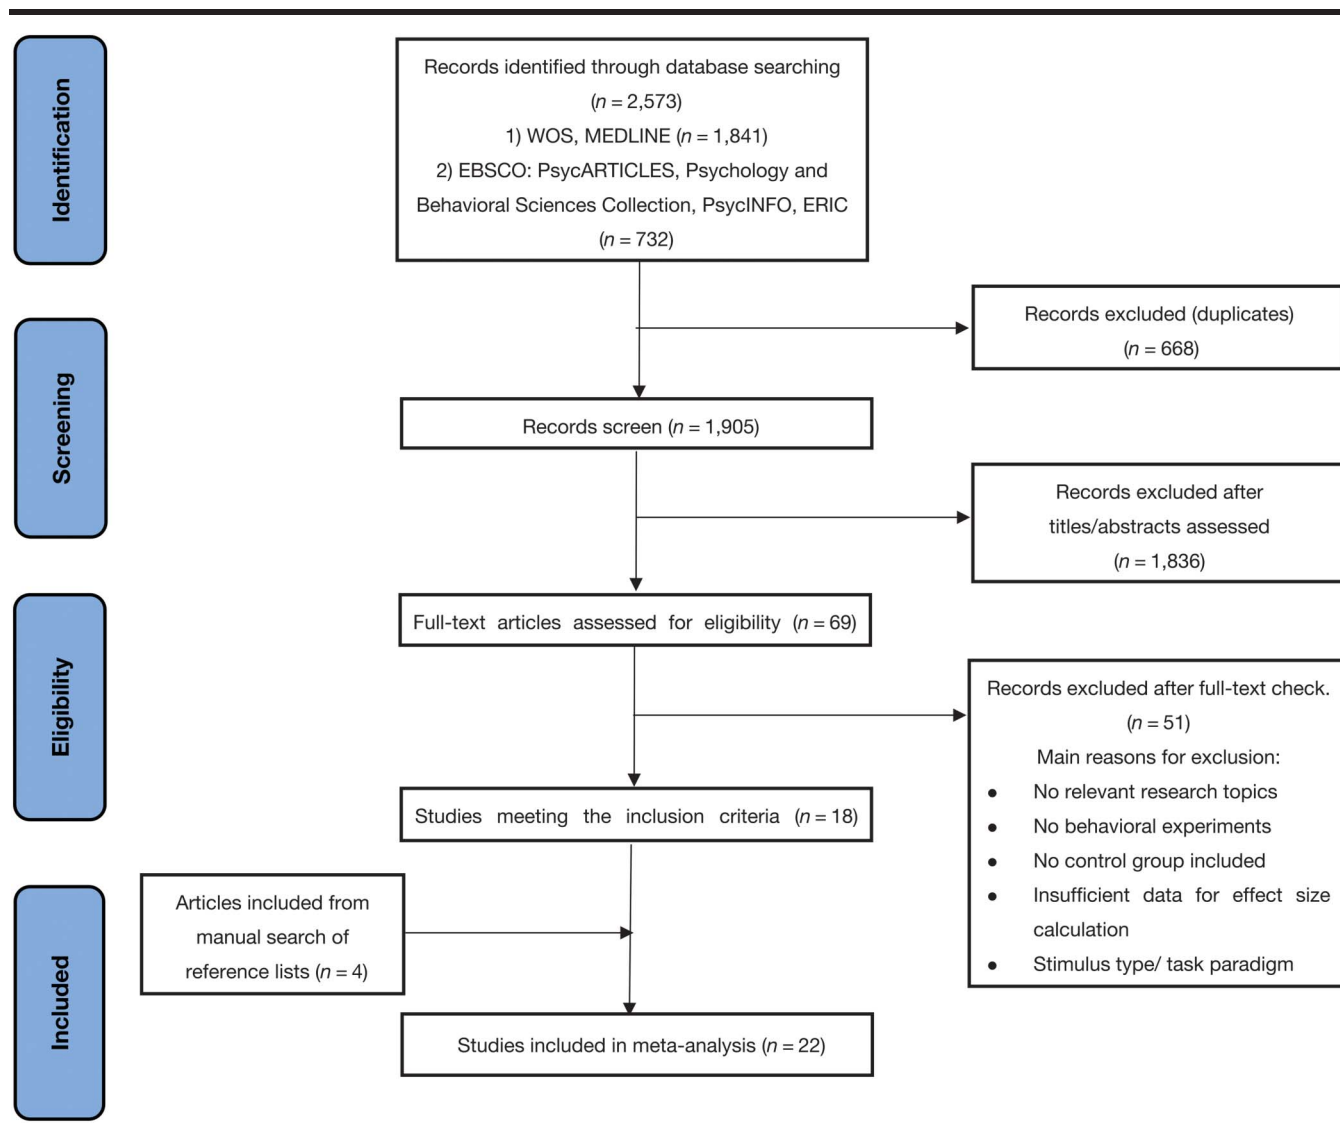 Identification
Records identified through database searching
(n = 2,573)
1) WOS, MEDLINE (n = 1,841)
2) EBSCO: PsycARTICLES, Psychology and
Behavioral Sciences Collection, PsycINFO, ERIC
(n = 732)
Records excluded (duplicates)
(n = 668)
Screening
Records screen (n = 1,905)
Records excluded after
titles/abstracts assessed
(n = 1,836)
Full-text articles assessed for eligibility (n = 69)
Eligibility
Records excluded after full-text check.
(n = 51)
Main reasons for exclusion:
● No relevant research topics
● No behavioral experiments
● No control group included
● Insufficient data for effect size
calculation
● Stimulus type/ task paradigm
Studies meeting the inclusion criteria (n = 18)
Included
Articles included from
manual search of
reference lists (n = 4)
Studies included in meta-analysis (n = 22)